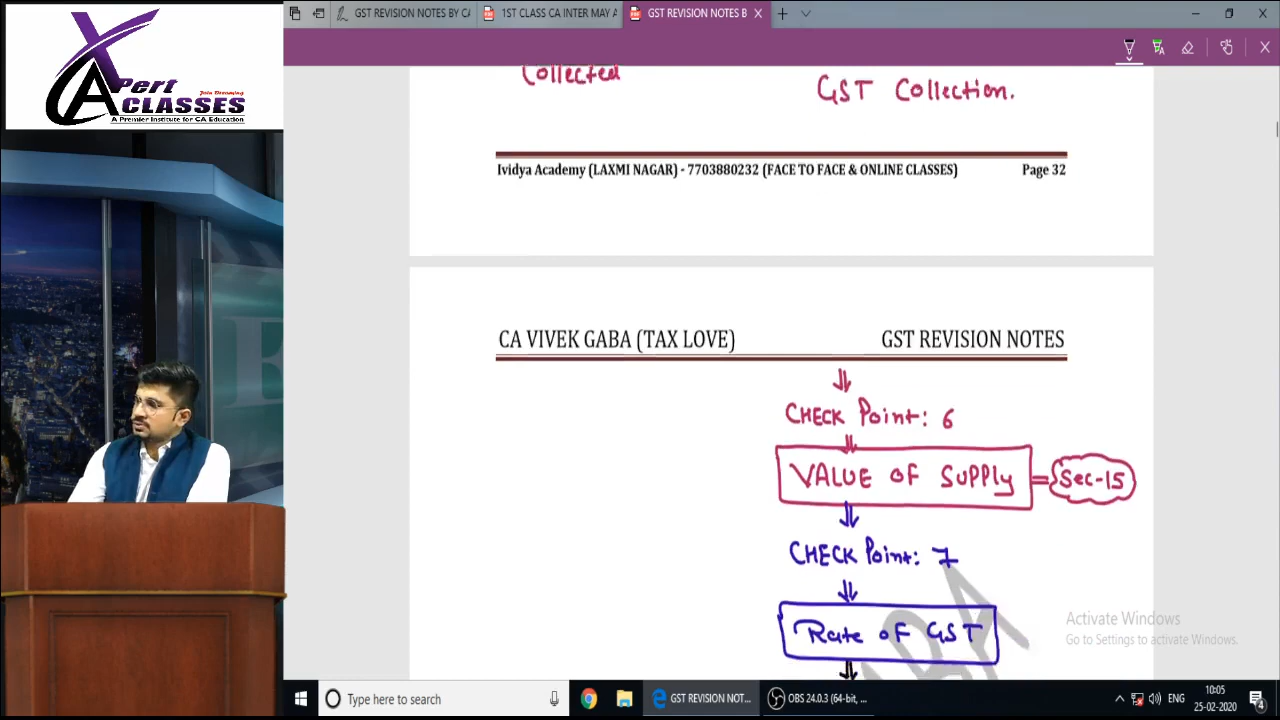 GST REVISION NOTES BY CA
1ST CLASS CA INTER MAY A
GST REVISION NOTES B
XPert
Join Becoming
CA CLASSES
A Premier Institute for CA Education
Collected
GST Collection.
Ividya Academy (LAXMI NAGAR) - 7703880232 (FACE TO FACE & ONLINE CLASSES) Page 32
CA VIVEK GABA (TAX LOVE) GST REVISION NOTES
CHECK Point: 6
VALUE OF SUPPLY = Sec-15
CHECK Point: 7
Rate of GST
Activate Windows
Go to Settings to activate Windows.
Type here to search
GST REVISION NOT...
OBS 24.0.3 (64-bit, ...
ENG
10:05
25-02-2020
4